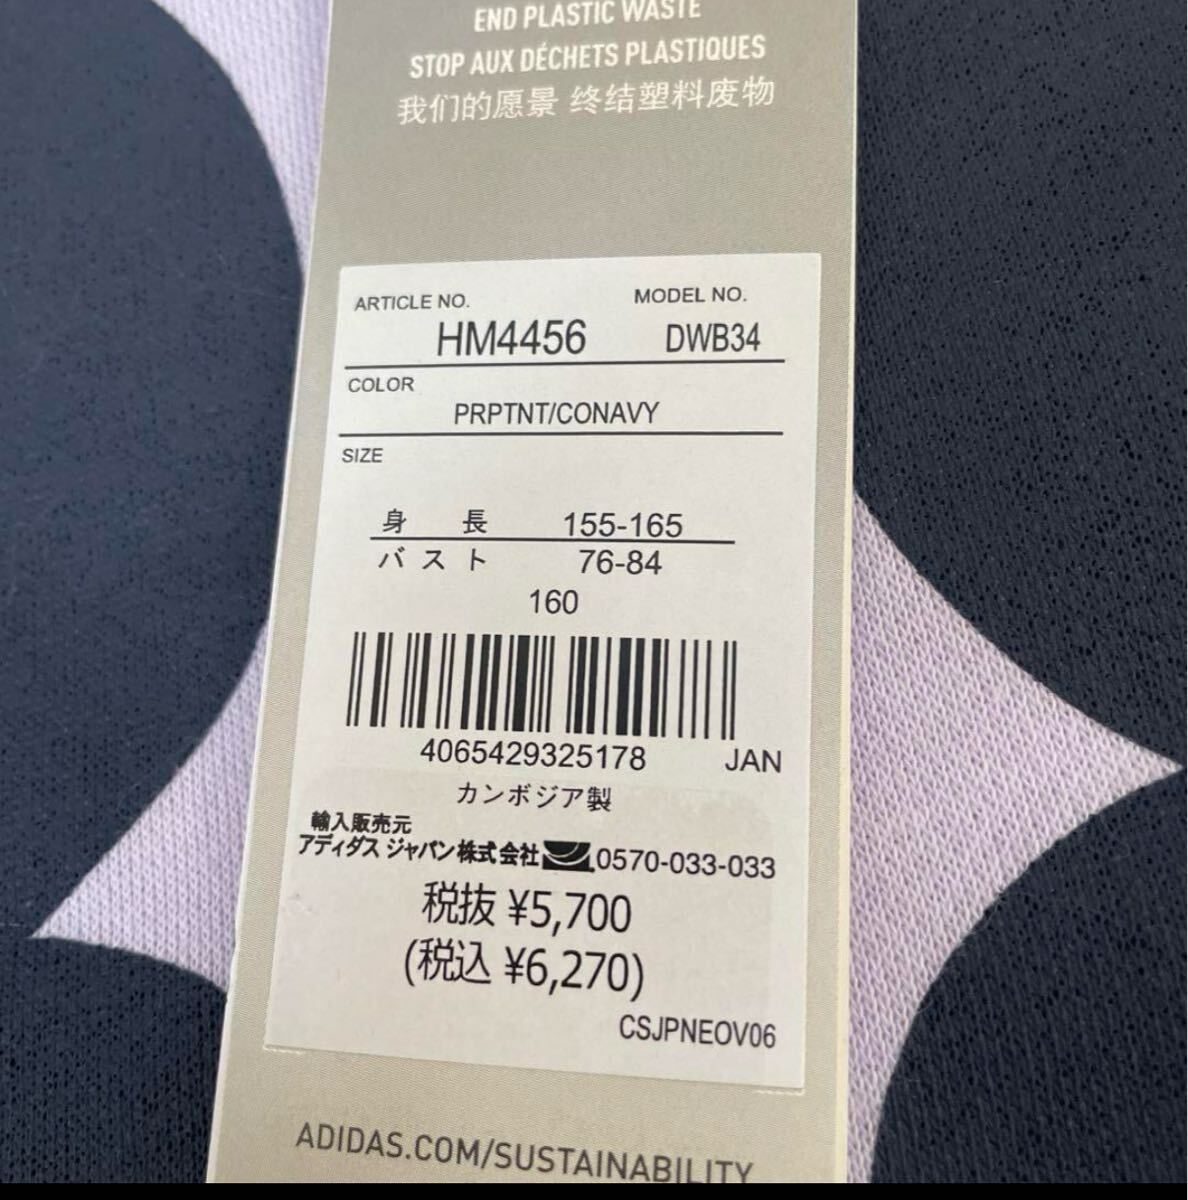 END PLASTIC WASTE
STOP AUX DÉCHETS PLASTIQUES
我们的愿景 终结塑料废物
ARTICLE NO. MODEL NO.
HM4456 DWB34
COLOR
PRPTNT/CONAVY
SIZE
身 長 155-165
バスト 76-84
160
4065429325178 JAN
カンボジア製
輸入販売元
アディダス ジャパン株式会社 0570-033-033
税抜 ¥5,700
(税込 ¥6,270)
CSJPNEOV06
ADIDAS.COM/SUSTAINABILITY